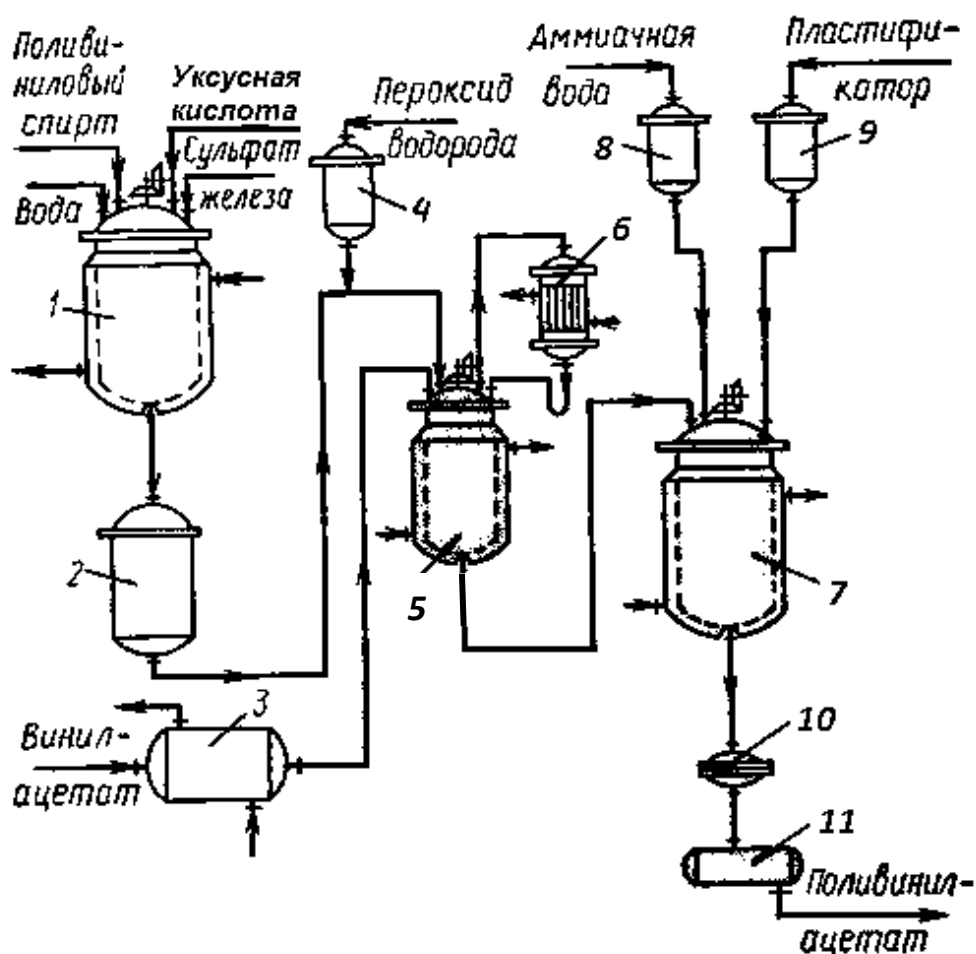 Поливи-
ниловый
спирт
Уксусная
кислота
Сульфат
железа
Вода
Пероксид
водорода
Аммиачная
вода
Пластифи-
катор
1
2
3
4
5
6
7
8
9
10
11
Винил-
ацетат
Поливинил-
ацетат